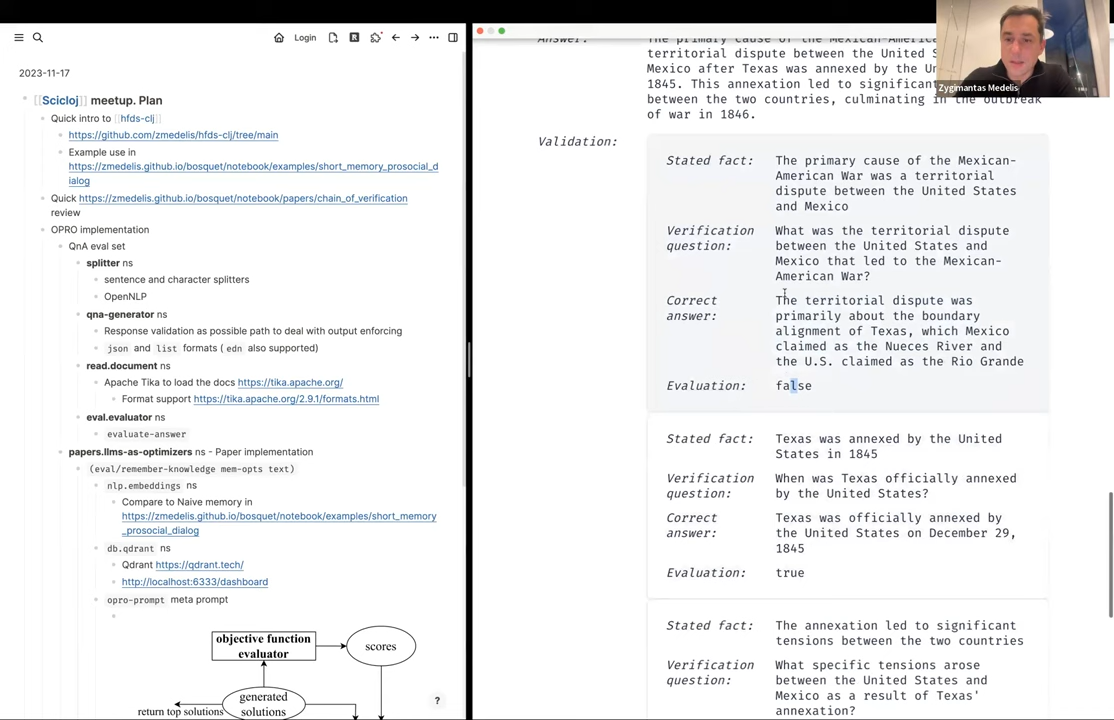 Login
2023-11-17
[[Scicloj]] meetup. Plan
Quick intro to [[hfds-clj]]
https://github.com/zmedelis/hfds-clj/tree/main
Example use in
https://zmedelis.github.io/bosquet/notebook/examples/short_memory_prosocial_d
ialog
Quick https://zmedelis.github.io/bosquet/notebook/papers/chain_of_verification
review
OPRO implementation
QnA eval set
splitter ns
sentence and character splitters
OpenNLP
qna-generator ns
Response validation as possible path to deal with output enforcing
json and list formats ( edn also supported)
read.document ns
Apache Tika to load the docs https://tika.apache.org/
Format support https://tika.apache.org/2.9.1/formats.html
eval.evaluator ns
evaluate-answer
papers.llms-as-optimizers ns - Paper implementation
(eval/remember-knowledge mem-opts text)
nlp.embeddings ns
Compare to Naive memory in
https://zmedelis.github.io/bosquet/notebook/examples/short_memory
_prosocial_dialog
db.qdrant ns
Qdrant https://qdrant.tech/
http://localhost:6333/dashboard
opro-prompt meta prompt
objective function
evaluator
scores
generated
solutions
return top solutions
?
Answer: The primary cause of the Mexican-America
territorial dispute between the United S
Mexico after Texas was annexed by the Un
1845. This annexation led to significant
between the two countries, culminating in the outbreak
of war in 1846.
Validation:
Stated fact: The primary cause of the Mexican-
American War was a territorial
dispute between the United States
and Mexico
Verification question: What was the territorial dispute
between the United States and
Mexico that led to the Mexican-
American War?
Correct answer: The territorial dispute was
primarily about the boundary
alignment of Texas, which Mexico
claimed as the Nueces River and
the U.S. claimed as the Rio Grande
Evaluation: false
Stated fact: Texas was annexed by the United
States in 1845
Verification question: When was Texas officially annexed
by the United States?
Correct answer: Texas was officially annexed by
the United States on December 29,
1845
Evaluation: true
Stated fact: The annexation led to significant
tensions between the two countries
Verification question: What specific tensions arose
between the United States and
Mexico as a result of Texas'
annexation?
Zygimantas Medelis